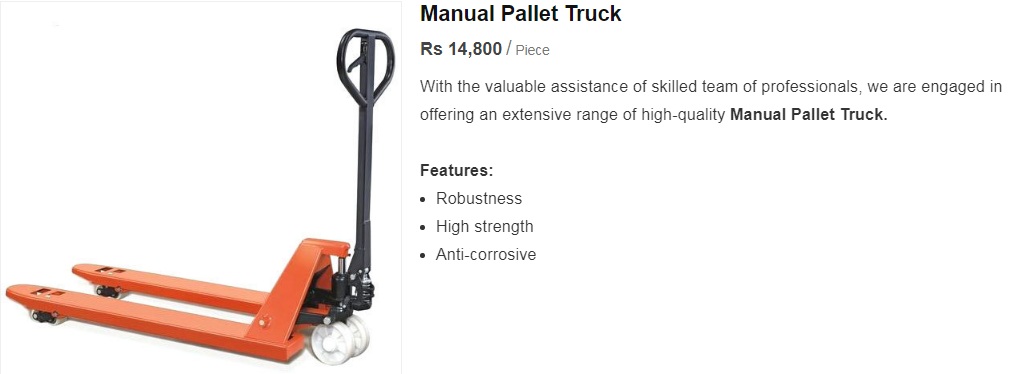 Manual Pallet Truck
Rs 14,800 / Piece
With the valuable assistance of skilled team of professionals, we are engaged in
offering an extensive range of high-quality Manual Pallet Truck.
Features:
• Robustness
• High strength
• Anti-corrosive